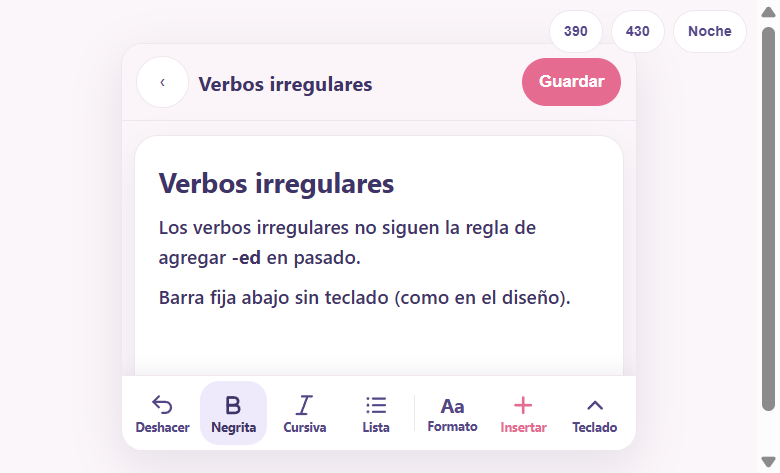 390 430 Noche
‹ Verbos irregulares Guardar
Verbos irregulares
Los verbos irregulares no siguen la regla de
agregar -ed en pasado.
Barra fija abajo sin teclado (como en el diseño).
Aa
Deshacer Negrita Cursiva Lista Formato Insertar Teclado